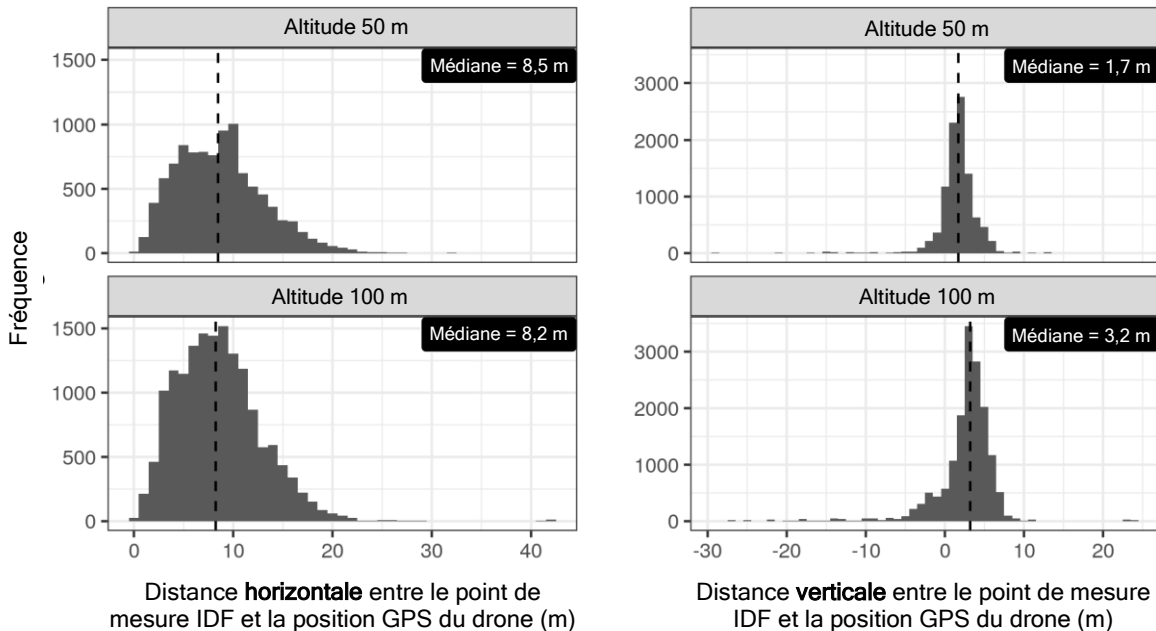 Altitude 50 m
Médiane = 8,5 m
1500
1000
500
0
Altitude 100 m
Médiane = 8,2 m
1500
1000
500
0
0 10 20 30 40
Fréquence
Distance horizontale entre le point de
mesure IDF et la position GPS du drone (m)
Altitude 50 m
Médiane = 1,7 m
3000
2000
1000
0
Altitude 100 m
Médiane = 3,2 m
3000
2000
1000
0
-30 -20 -10 0 10 20
Distance verticale entre le point de mesure
IDF et la position GPS du drone (m)